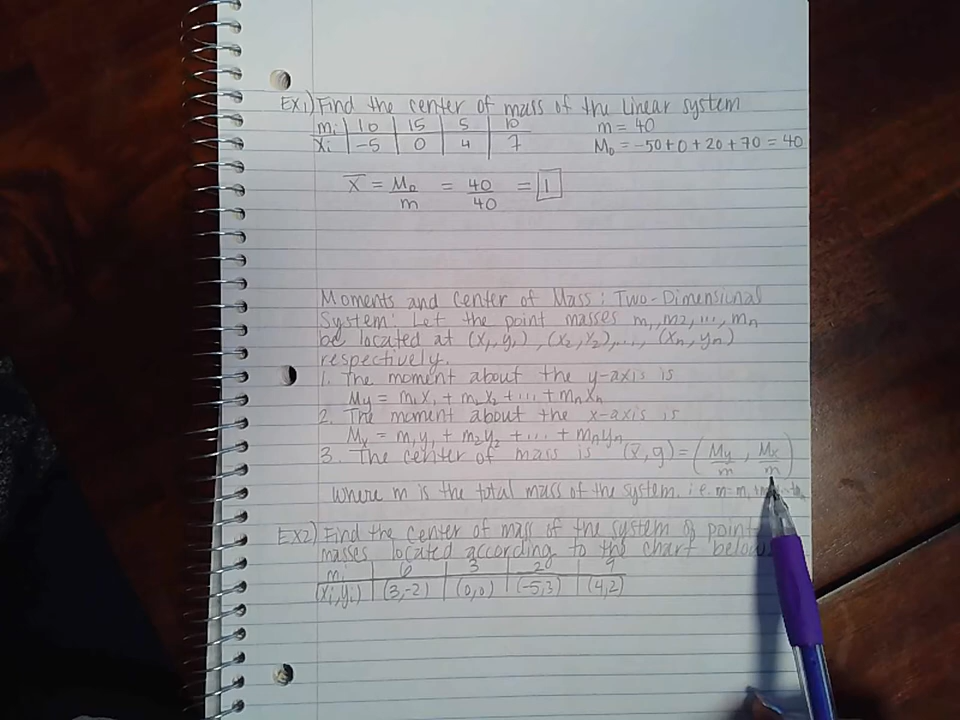 EX1) Find the center of mass of the linear system
mi | 10 | 15 | 5 | 10 m = 40
Xi | -5 | 0 | 4 | 7 M₀ = -50+0+20+70 = 40
x̄ = M₀/m = 40/40 = 1
Moments and Center of Mass: Two-Dimensional
System: Let the point masses m₁, m2, ..., mn
be located at (x₁,y₁), (x₂,y₂), ..., (xn, yn)
respectively.
1. The moment about the y-axis is
My = m₁x₁ + m₂x₂ + ... + mnxn
2. The moment about the x-axis is
Mx = m₁y₁ + m₂y₂ + ... + mnyn
3. The center of mass is (x̄, ȳ) = (My/m, Mx/m)
where m is the total mass of the system. i.e. m=m₁
EX2) Find the center of mass of the system of point
masses located according to the chart below.
mi | 6 | 3 | 2 | 9
(xi,yi) | (3,-2) | (0,0) | (-5,3) | (4,2)